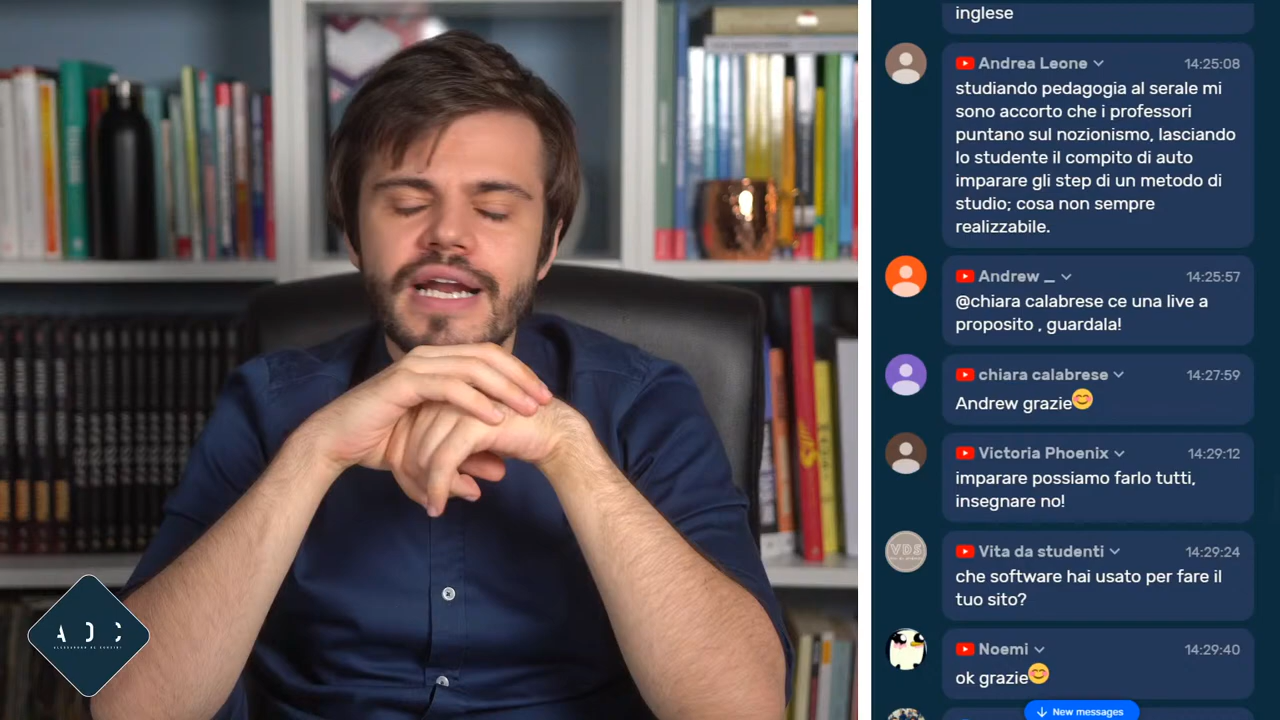 inglese
Andrea Leone
14:25:08
studiando pedagogia al serale mi
sono accorto che i professori
puntano sul nozionismo, lasciando
lo studente il compito di auto
imparare gli step di un metodo di
studio; cosa non sempre
realizzabile.
Andrew _
14:25:57
@chiara calabrese ce una live a
proposito , guardala!
chiara calabrese
14:27:59
Andrew grazie😊
Victoria Phoenix
14:29:12
imparare possiamo farlo tutti,
insegnare no!
VDS
Vita da studenti
14:29:24
che software hai usato per fare il
tuo sito?
Noemi
14:29:40
ok grazie😊
New messages